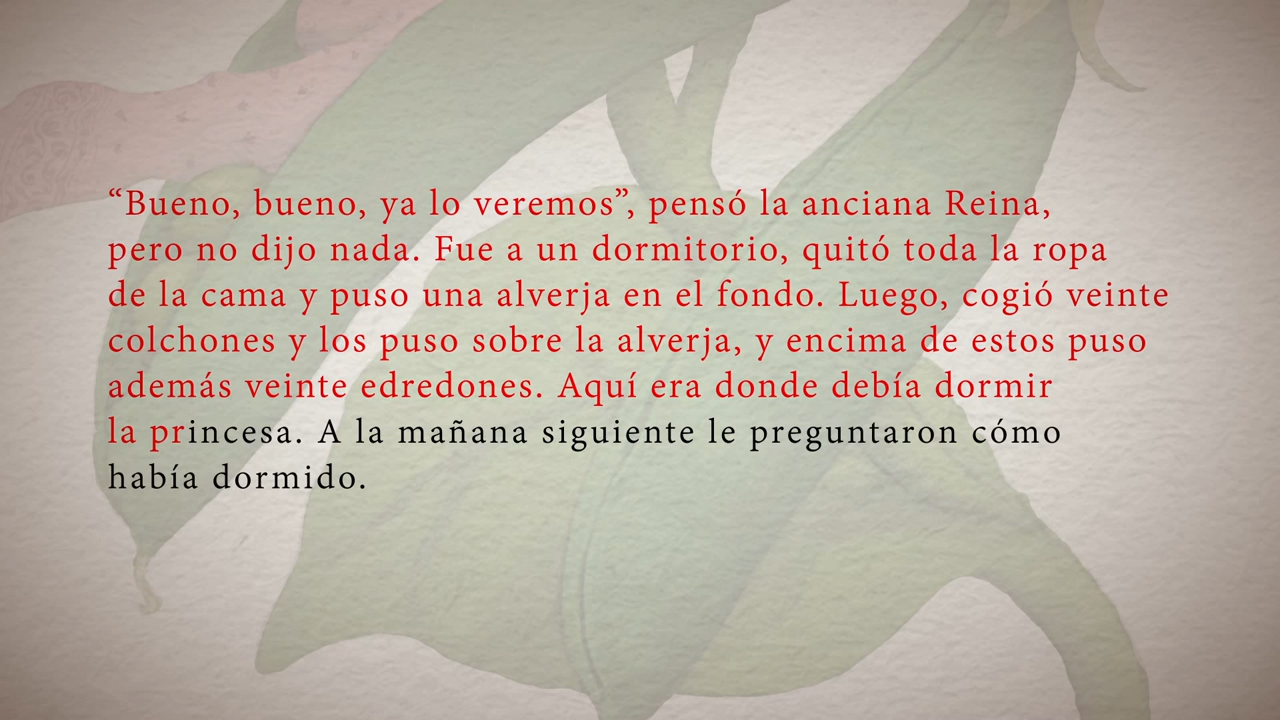 “Bueno, bueno, ya lo veremos”, pensó la anciana Reina,
pero no dijo nada. Fue a un dormitorio, quitó toda la ropa
de la cama y puso una alverja en el fondo. Luego, cogió veinte
colchones y los puso sobre la alverja, y encima de estos puso
además veinte edredones. Aquí era donde debía dormir
la princesa. A la mañana siguiente le preguntaron cómo
había dormido.